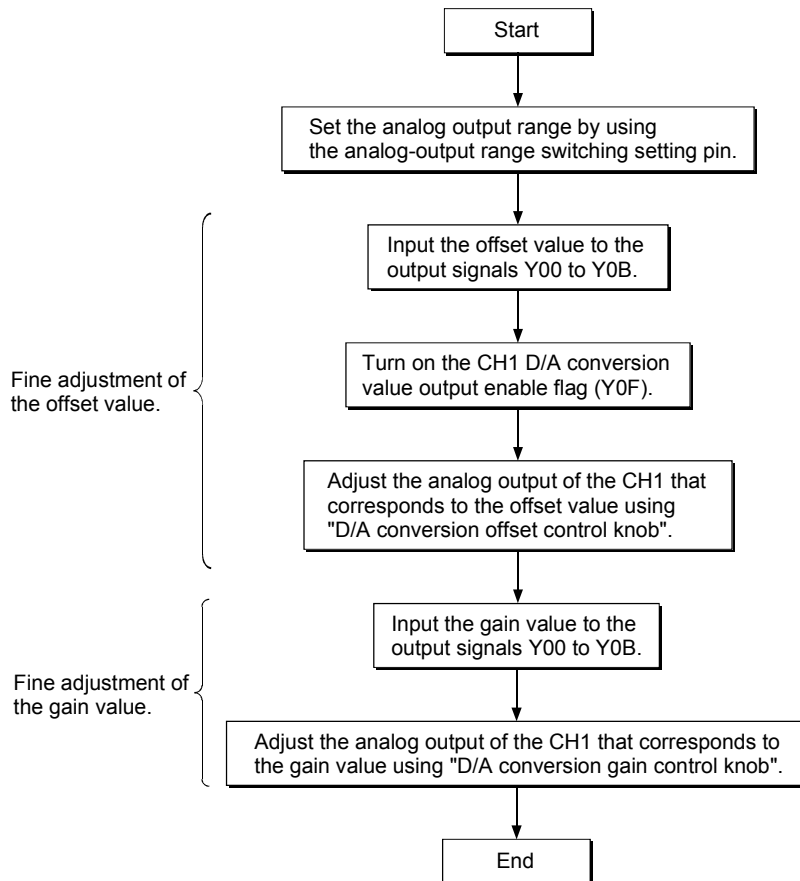 Start
Set the analog output range by using
the analog-output range switching setting pin.
Fine adjustment of
the offset value.
Input the offset value to the
output signals Y00 to Y0B.
Turn on the CH1 D/A conversion
value output enable flag (Y0F).
Adjust the analog output of the CH1 that
corresponds to the offset value using
"D/A conversion offset control knob".
Fine adjustment of
the gain value.
Input the gain value to the
output signals Y00 to Y0B.
Adjust the analog output of the CH1 that corresponds to
the gain value using "D/A conversion gain control knob".
End